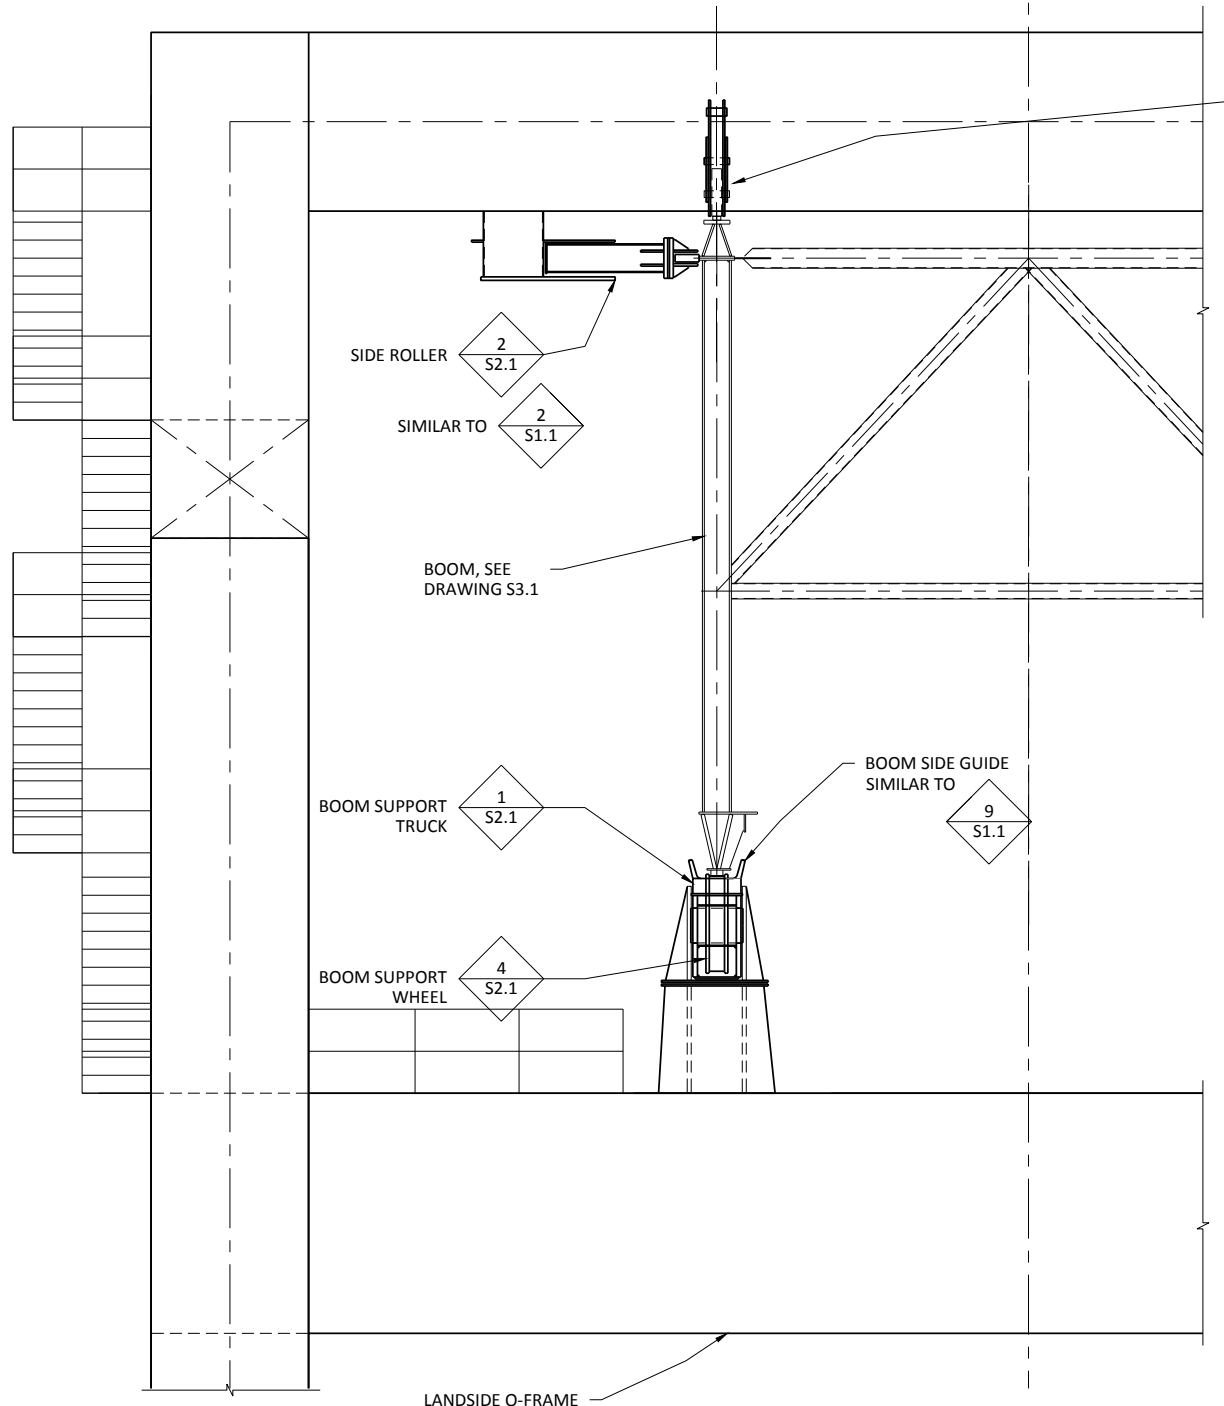 SIDE ROLLER
2
S2.1
SIMILAR TO
2
S1.1
BOOM, SEE
DRAWING S3.1
BOOM SIDE GUIDE
SIMILAR TO
9
S1.1
BOOM SUPPORT
TRUCK
1
S2.1
BOOM SUPPORT
WHEEL
4
S2.1
LANDSIDE O-FRAME